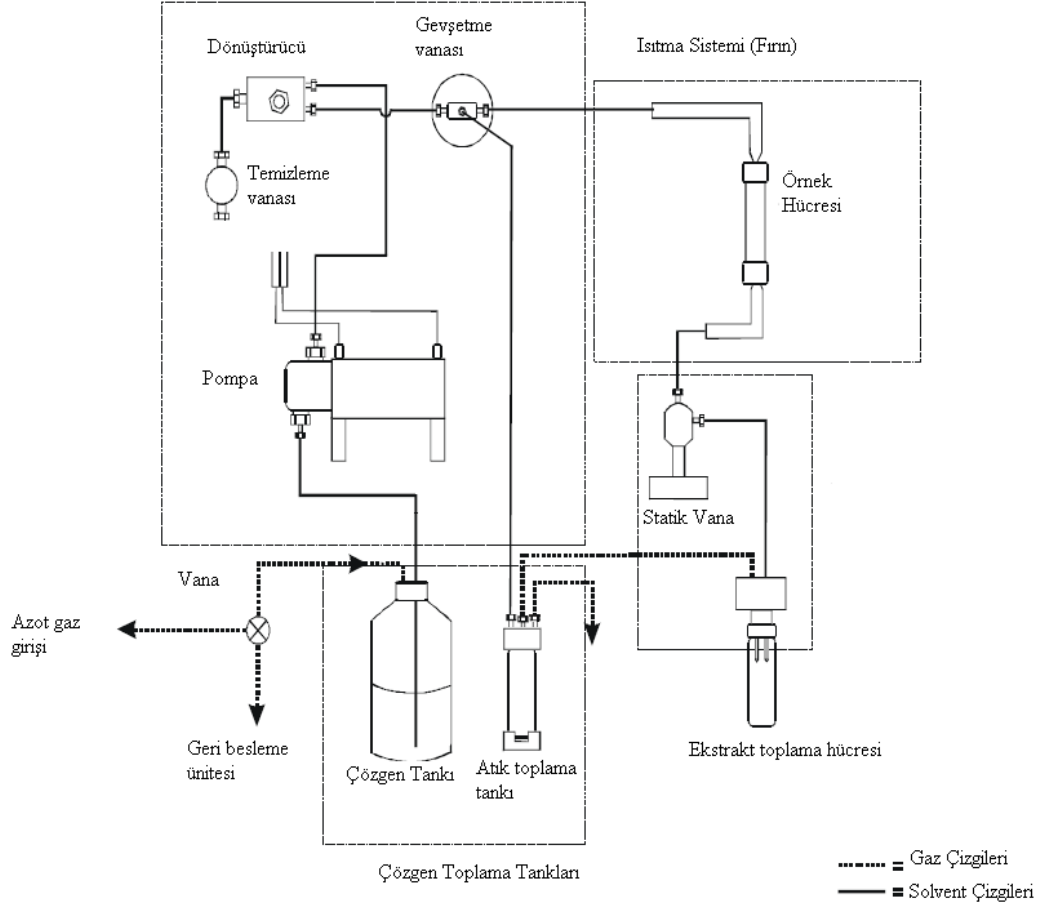 Gevşetme
vanası
Dönüştürücü
Isıtma Sistemi (Fırın)
Temizleme
vanası
Örnek
Hücresi
Pompa
Statik Vana
Vana
Azot gaz
girişi
Geri besleme
ünitesi
Çözgen Tankı
Atık toplama
tankı
Ekstrakt toplama hücresi
Çözgen Toplama Tankları
= Gaz Çizgileri
= Solvent Çizgileri